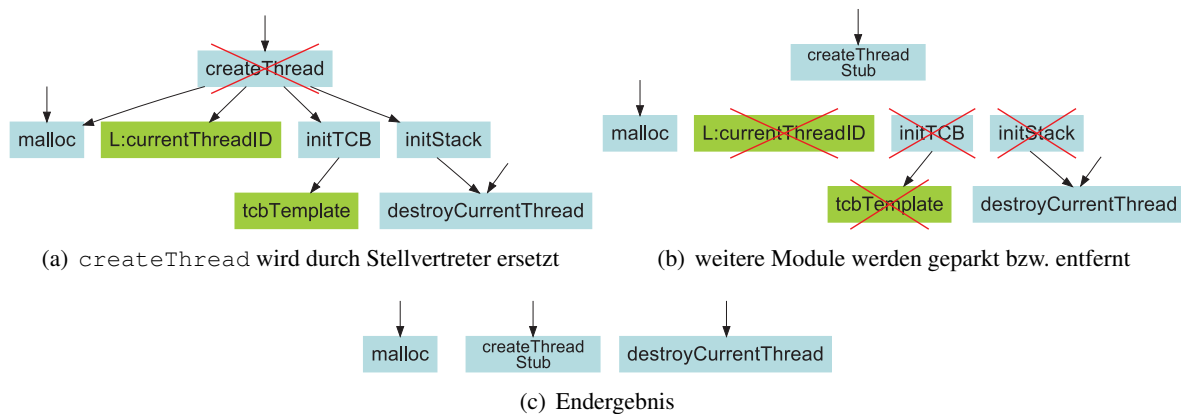 createThread
malloc
L:currentThreadID
initTCB
initStack
tcbTemplate
destroyCurrentThread
(a) createThread wird durch Stellvertreter ersetzt
createThread
Stub
malloc
L:currentThreadID
initTCB
initStack
tcbTemplate
destroyCurrentThread
(b) weitere Module werden geparkt bzw. entfernt
malloc
createThread
Stub
destroyCurrentThread
(c) Endergebnis